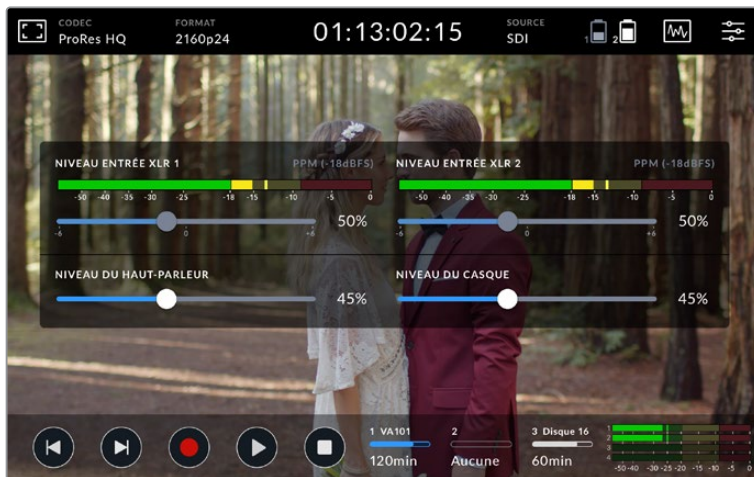 CODEC
ProRes HQ
FORMAT
2160p24
01:13:02:15
SOURCE
SDI
1 2
NIVEAU ENTRÉE XLR 1 PPM (-18dBFS)
-50 -40 -35 -30 -25 -18 -15 -10 -5 0
50%
-6 0 +6
NIVEAU ENTRÉE XLR 2 PPM (-18dBFS)
-50 -40 -35 -30 -25 -18 -15 -10 -5 0
50%
-6 0 +6
NIVEAU DU HAUT-PARLEUR
45%
NIVEAU DU CASQUE
45%
1 VA101
120min
2
Aucune
3 Disque 16
60min
1
2
3
4
-50 -40 -30 -25 -20 -15 -10 -5 0